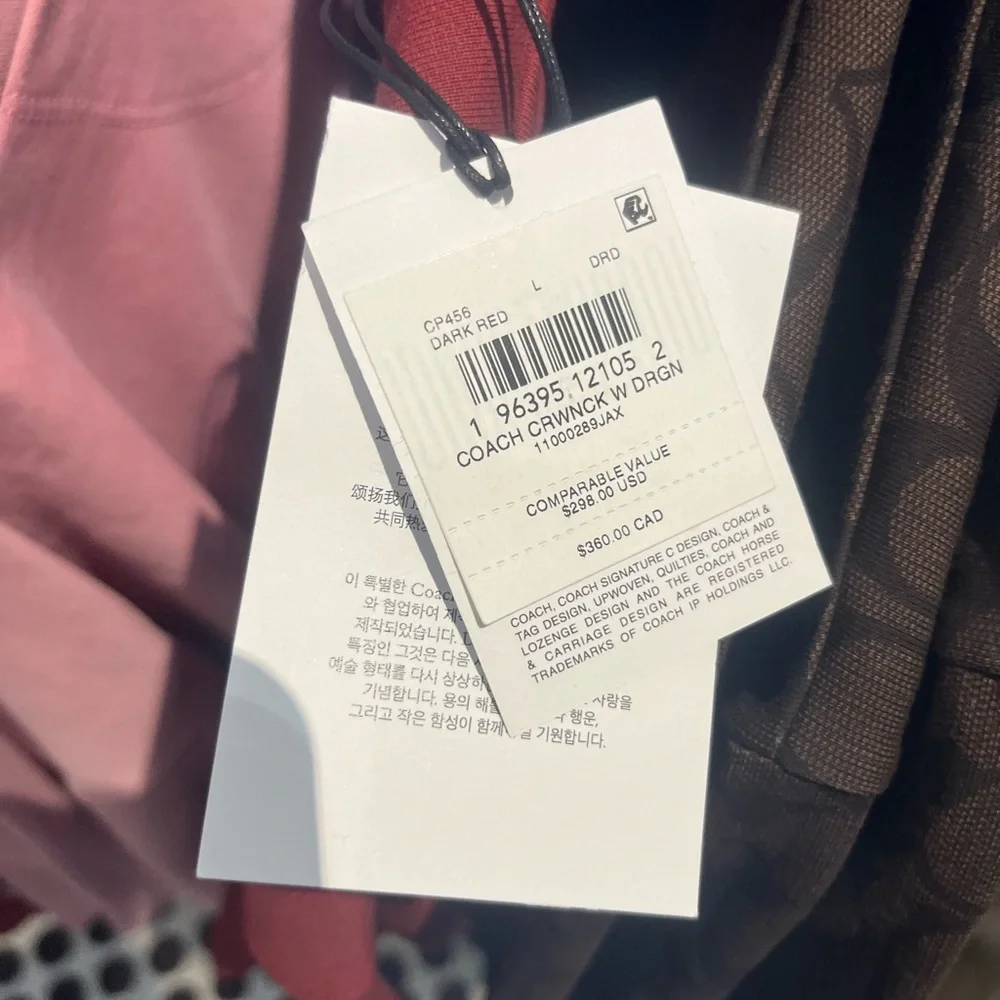 CP456 L DRD
DARK RED
1 96395 12105 2
COACH CRWNCK W DRGN
11000289JAX
COMPARABLE VALUE
$298.00 USD
$360.00 CAD
COACH, COACH SIGNATURE C DESIGN, COACH &
TAG DESIGN, UPWOVEN, QUILTIES, COACH AND
LOZENGE DESIGN AND THE COACH HORSE
& CARRIAGE DESIGN ARE REGISTERED
TRADEMARKS OF COACH IP HOLDINGS LLC.
颂扬我们
共同热
이 특별한 Coac
와 협업하여
제작되었습니다.
특징인 그것은 다음
예술 형태를 다시 상상하
기념합니다. 용의 해를 사랑을
행운,
그리고 작은 함성이 함께 기원합니다.